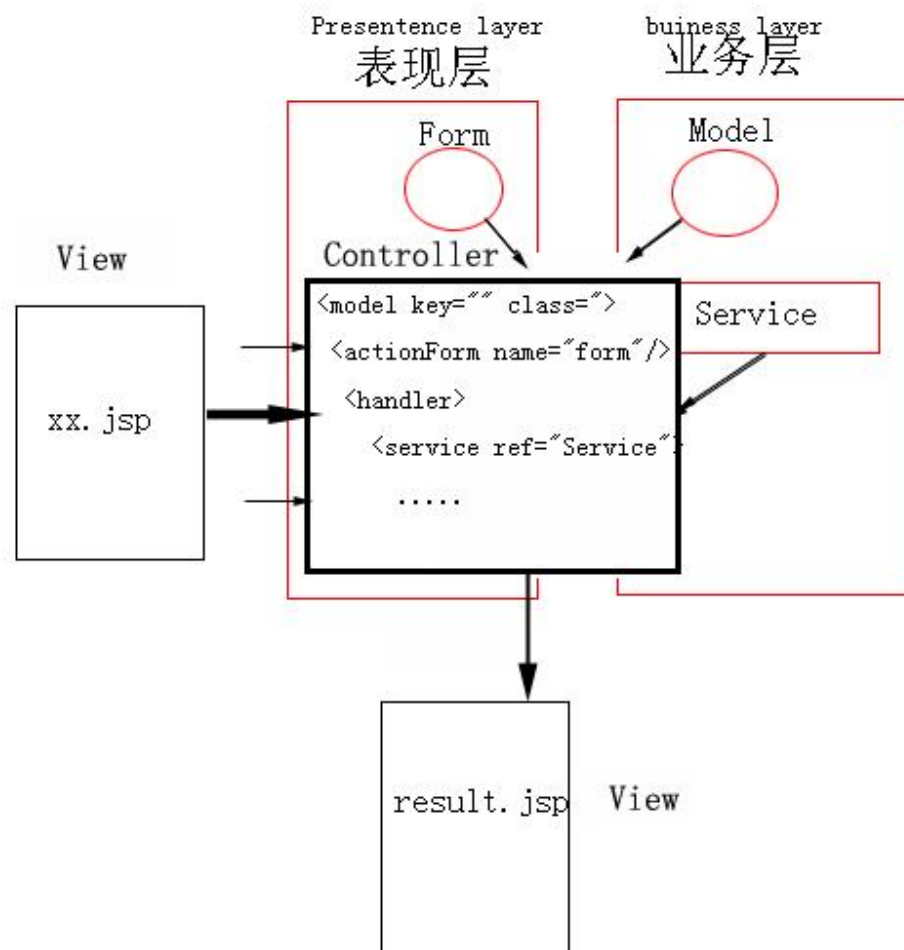 Presentence layer
buiness layer
表现层
业务层
Form
Model
View
Controller
<model key="" class=">
<actionForm name="form"/>
<handler>
<service ref="Service">
.....
Service
xx.jsp
result.jsp
View